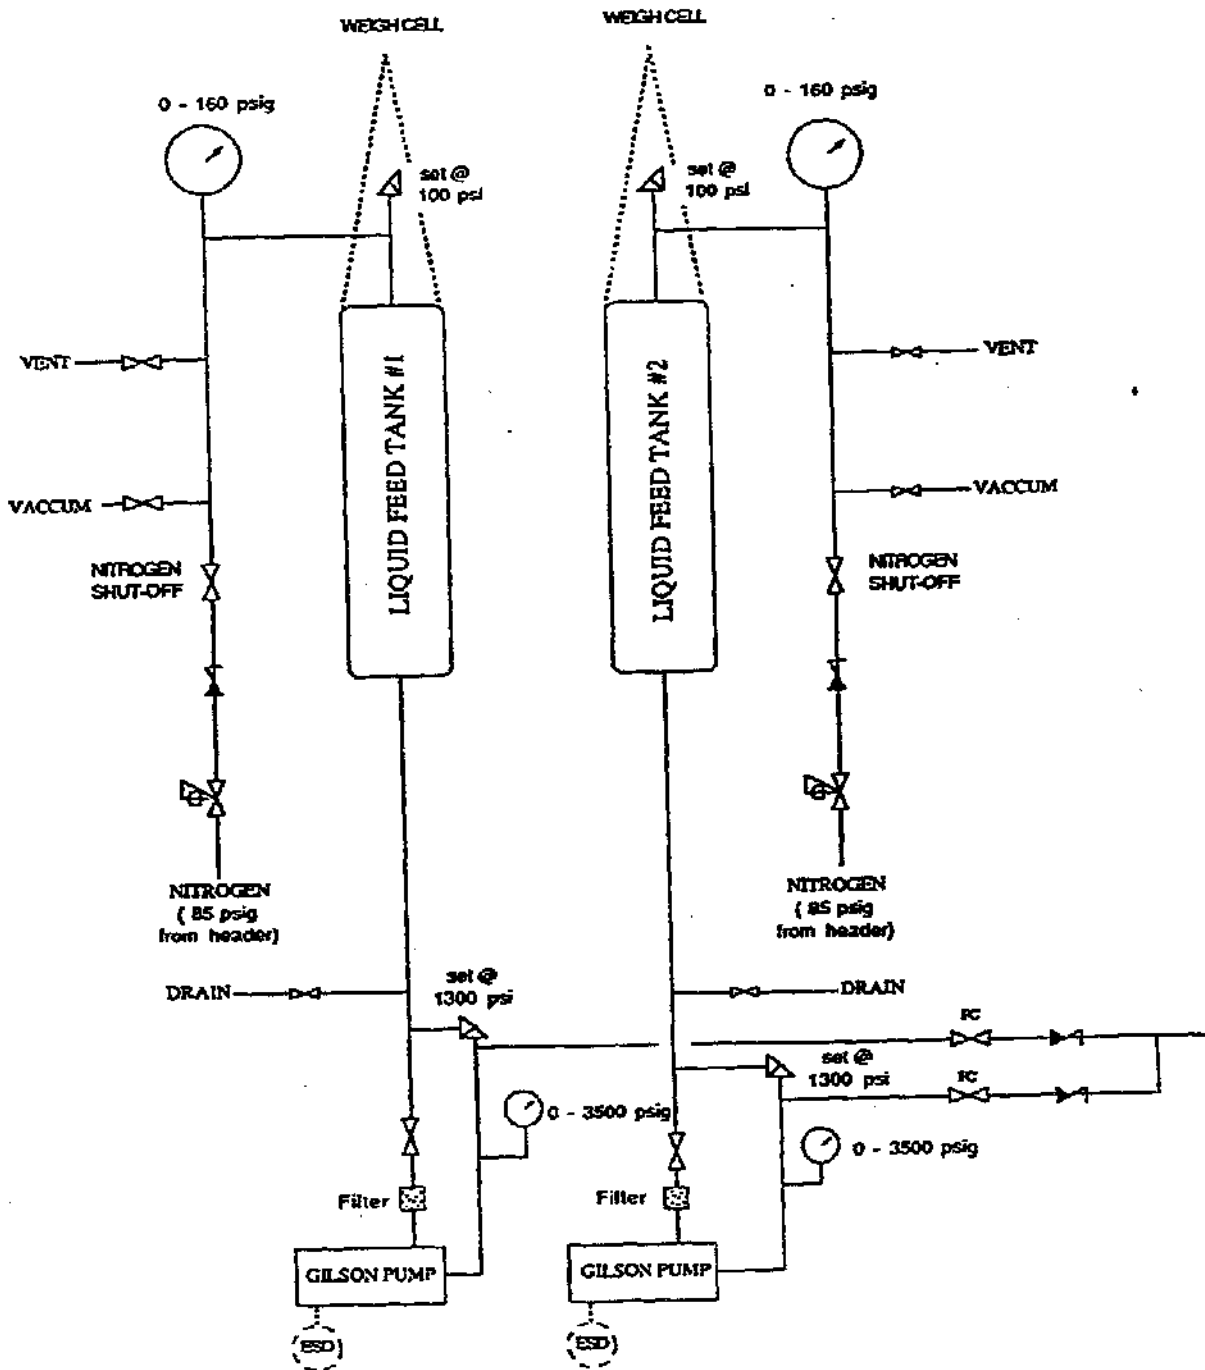 WEIGH CELL
WEIGH CELL
0 - 160 psig
0 - 160 psig
set @
100 psi
set @
100 psi
LIQUID FEED TANK #1
LIQUID FEED TANK #2
VENT
VENT
VACCUM
VACCUM
NITROGEN
SHUT-OFF
NITROGEN
SHUT-OFF
NITROGEN
( 85 psig
from header)
NITROGEN
( 85 psig
from header)
DRAIN
set @
1300 psi
DRAIN
FC
set @
1300 psi
FC
0 - 3500 psig
0 - 3500 psig
Filter
Filter
GILSON PUMP
GILSON PUMP
ESD
ESD